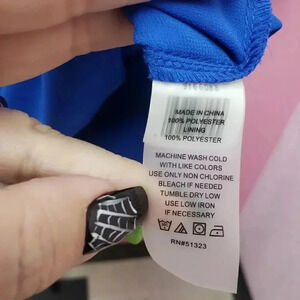 MADE IN CHINA
100% POLYESTER
LINING
100% POLYESTER
MACHINE WASH COLD
WITH LIKE COLORS
USE ONLY NON CHLORINE
BLEACH IF NEEDED
TUMBLE DRY LOW
USE LOW IRON
IF NECESSARY
RN#51323